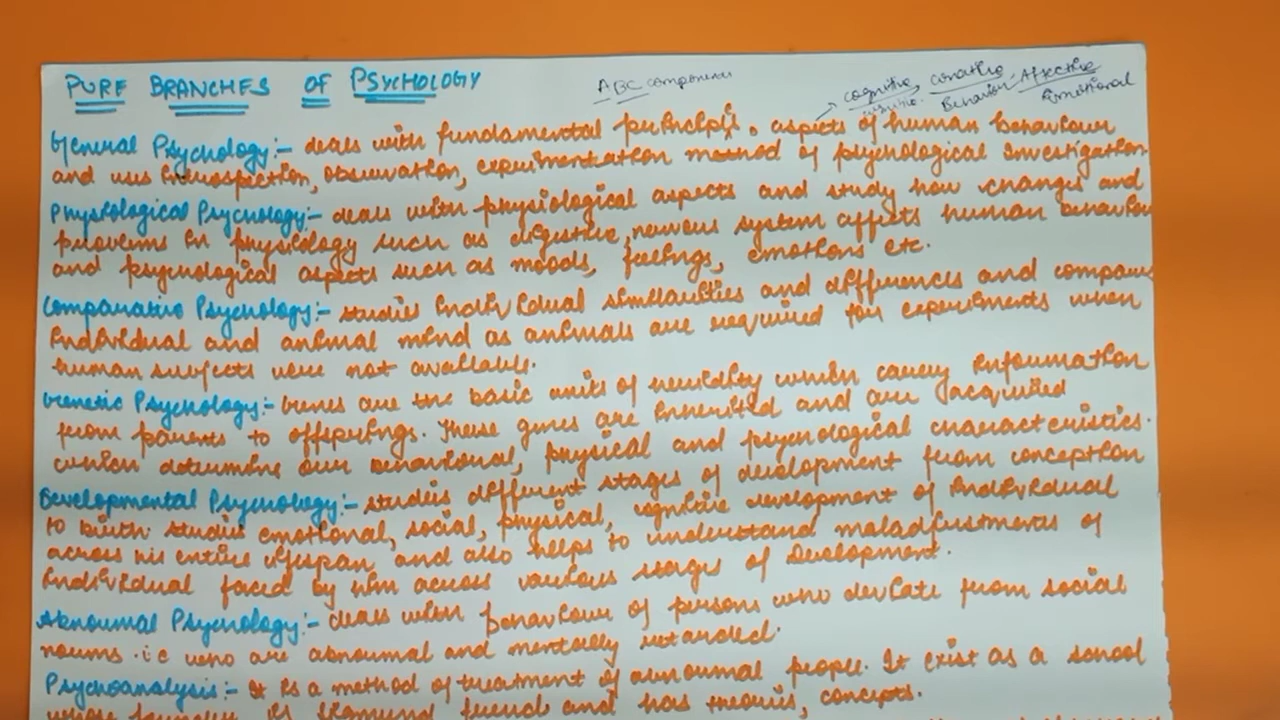 PURE BRANCHES OF PSYCHOLOGY
ABC components
cognitive, conative, Affective
Behaviour Emotional
General Psychology:- deals with fundamental principle. aspects of human behaviour
and uses introspection, observation, experimentation method of psychological investigation
Physiological Psychology:- deals with physiological aspects and study how changes and
problems in physiology such as digestive, nervous system affects human behaviour
and psychological aspects such as moods, feelings, emotions etc.
Comparative Psychology:- studies individual similarities and differences and compare
individual and animal mind as animals are required for experiments when
human subjects were not available.
Genetic Psychology:- Genes are the basic units of heredity which carry information
from parents to offsprings. These genes are inherited and are acquired
which determine our behavioural, physical and psychological characteristics.
Developmental Psychology:- studies different stages of development from conception
to birth. studies emotional, social, physical, cognitive development of individual
across his entire lifespan and also helps to understand maladjustments of
individual faced by him across various stages of development.
Abnormal Psychology:- deals with behaviour of persons who deviate from social
norms. i.e who are abnormal and mentally retarded.
Psychoanalysis:- It is a method of treatment of abnormal people. It exist as a school
whose founder is Sigmund freud and has theories, concepts.